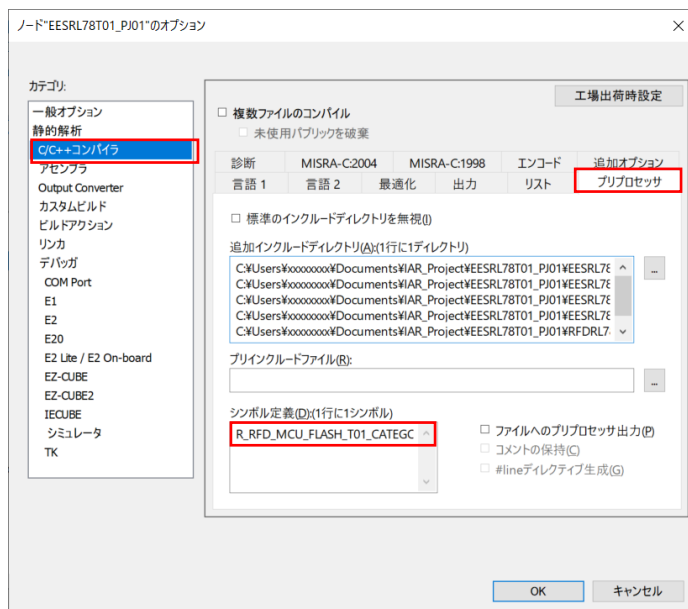 ノード"EESRL78T01_PJ01"のオプション
カテゴリ:
一般オプション
静的解析
C/C++コンパイラ
アセンブラ
Output Converter
カスタムビルド
ビルドアクション
リンカ
デバッガ
COM Port
E1
E2
E20
E2 Lite / E2 On-board
EZ-CUBE
EZ-CUBE2
IECUBE
シミュレータ
TK
工場出荷時設定
複数ファイルのコンパイル
未使用パブリックを破棄
診断 MISRA-C:2004 MISRA-C:1998 エンコード 追加オプション
言語 1 言語 2 最適化 出力 リスト プリプロセッサ
標準のインクルードディレクトリを無視(I)
追加インクルードディレクトリ(A):(1行に1ディレクトリ)
C:¥Users¥xxxxxxxx¥Documents¥IAR_Project¥EESRL78T01_PJ01¥EESRL78
C:¥Users¥xxxxxxxx¥Documents¥IAR_Project¥EESRL78T01_PJ01¥EESRL78
C:¥Users¥xxxxxxxx¥Documents¥IAR_Project¥EESRL78T01_PJ01¥EESRL78
C:¥Users¥xxxxxxxx¥Documents¥IAR_Project¥EESRL78T01_PJ01¥EESRL78
C:¥Users¥xxxxxxxx¥Documents¥IAR_Project¥EESRL78T01_PJ01¥RFDRL7
...
プリインクルードファイル(R):
...
シンボル定義(D):(1行に1シンボル)
R_RFD_MCU_FLASH_T01_CATEGC
ファイルへのプリプロセッサ出力(P)
コメントの保持(C)
#lineディレクティブ生成(G)
OK キャンセル